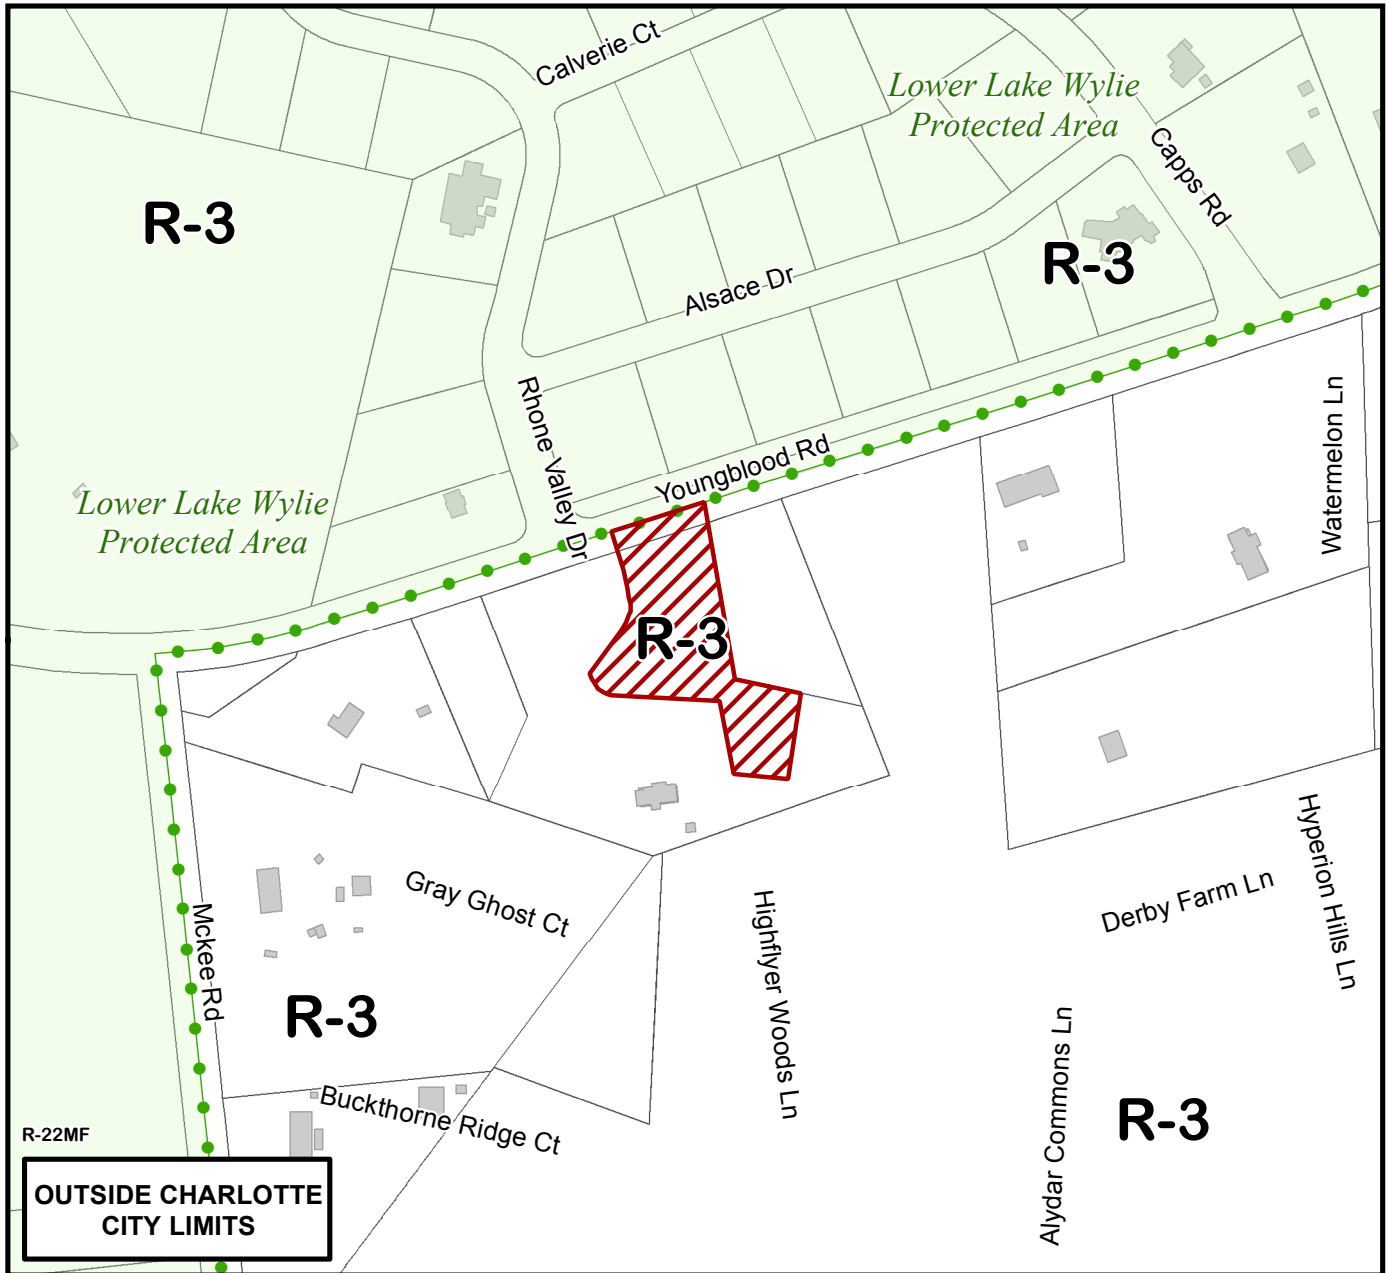 Calverie Ct
Lower Lake Wylie
Protected Area
Capps Rd
R-3
R-3
Alsace Dr
Rhone Valley Dr
Youngblood Rd
Watermelon Ln
Lower Lake Wylie
Protected Area
R-3
Hyperion Hills Ln
Gray Ghost Ct
Derby Farm Ln
Highflyer Woods Ln
Mckee Rd
R-3
Alydar Commons Ln
Buckthorne Ridge Ct
R-3
R-22MF
OUTSIDE CHARLOTTE
CITY LIMITS